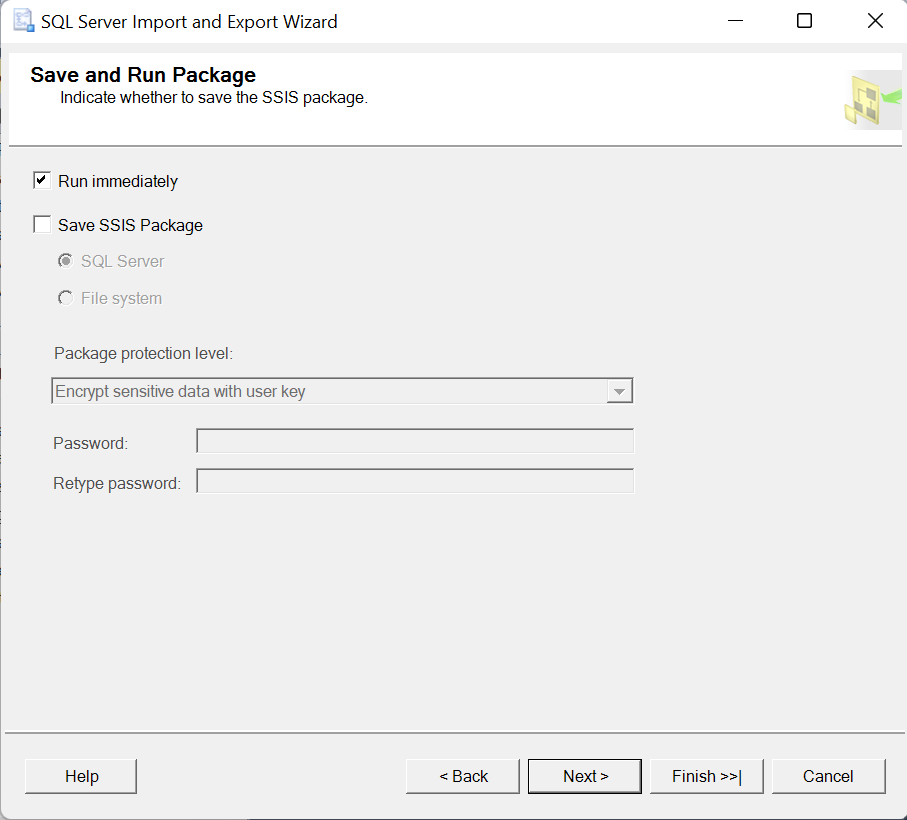 SQL Server Import and Export Wizard
Save and Run Package
Indicate whether to save the SSIS package.
Run immediately
Save SSIS Package
SQL Server
File system
Package protection level:
Encrypt sensitive data with user key
Password:
Retype password:
Help
< Back
Next >
Finish >>|
Cancel